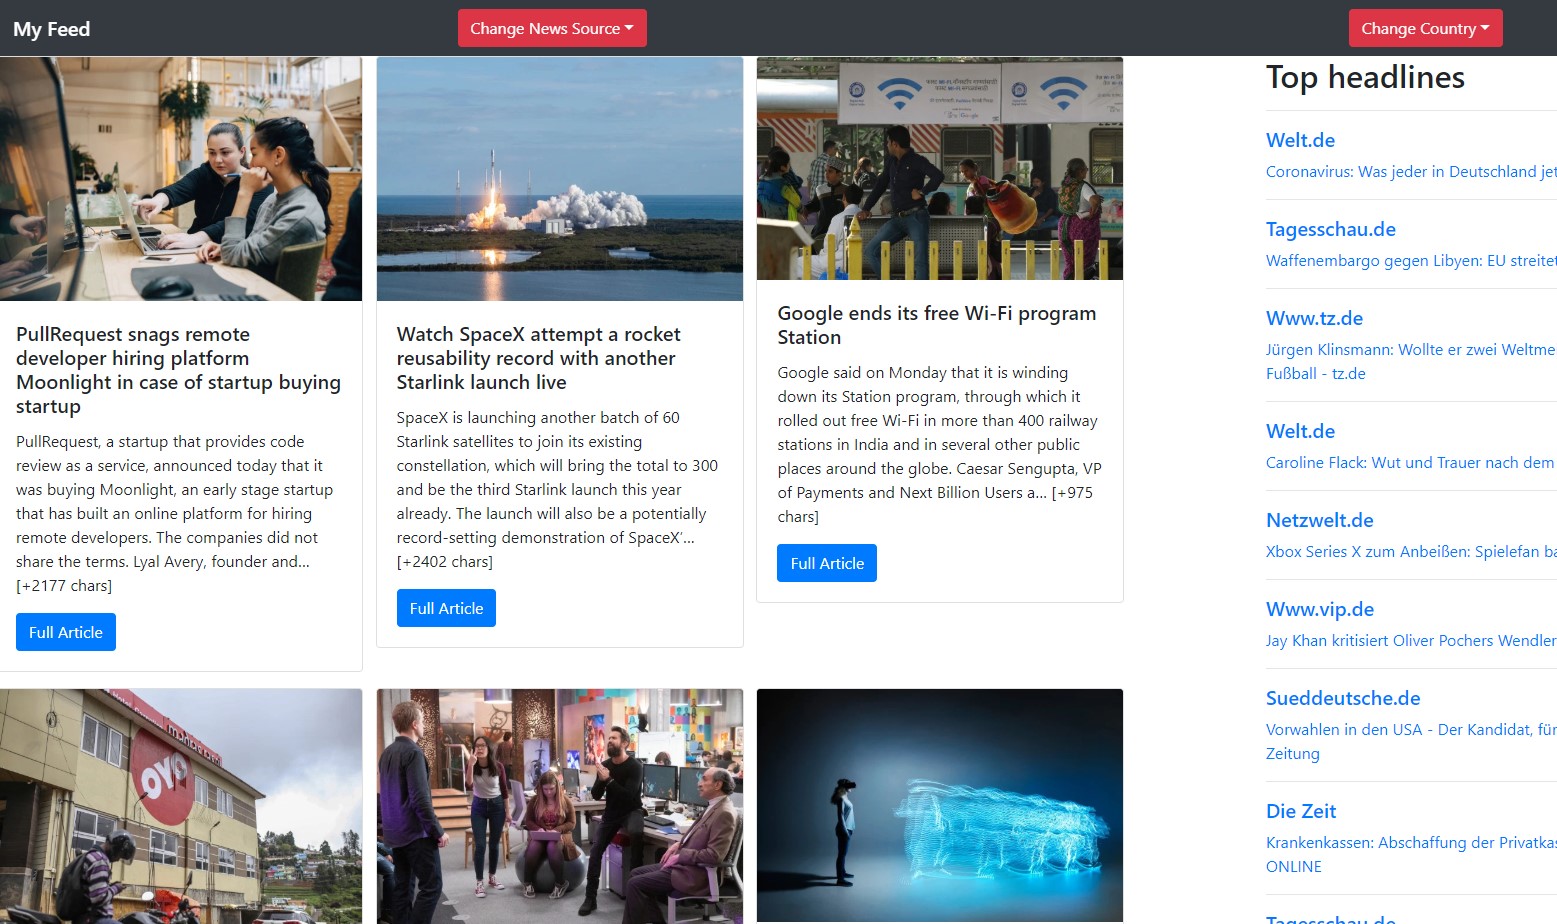 My Feed
Change News Source
Change Country
PullRequest snags remote
developer hiring platform
Moonlight in case of startup buying
startup
PullRequest, a startup that provides code
review as a service, announced today that it
was buying Moonlight, an early stage startup
that has built an online platform for hiring
remote developers. The companies did not
share the terms. Lyal Avery, founder and…
[+2177 chars]
Full Article
Watch SpaceX attempt a rocket
reusability record with another
Starlink launch live
SpaceX is launching another batch of 60
Starlink satellites to join its existing
constellation, which will bring the total to 300
and be the third Starlink launch this year
already. The launch will also be a potentially
record-setting demonstration of SpaceX’…
[+2402 chars]
Full Article
Google ends its free Wi-Fi program
Station
Google said on Monday that it is winding
down its Station program, through which it
rolled out free Wi-Fi in more than 400 railway
stations in India and in several other public
places around the globe. Caesar Sengupta, VP
of Payments and Next Billion Users a… [+975
chars]
Full Article
OYO
Top headlines
Welt.de
Coronavirus: Was jeder in Deutschland jet
Tagesschau.de
Waffenembargo gegen Libyen: EU streitet
Www.tz.de
Jürgen Klinsmann: Wollte er zwei Weltme
Fußball - tz.de
Welt.de
Caroline Flack: Wut und Trauer nach dem
Netzwelt.de
Xbox Series X zum Anbeißen: Spielefan ba
Www.vip.de
Jay Khan kritisiert Oliver Pochers Wendler
Sueddeutsche.de
Vorwahlen in den USA - Der Kandidat, für
Zeitung
Die Zeit
Krankenkassen: Abschaffung der Privatkas
ONLINE
Tagesschau.de